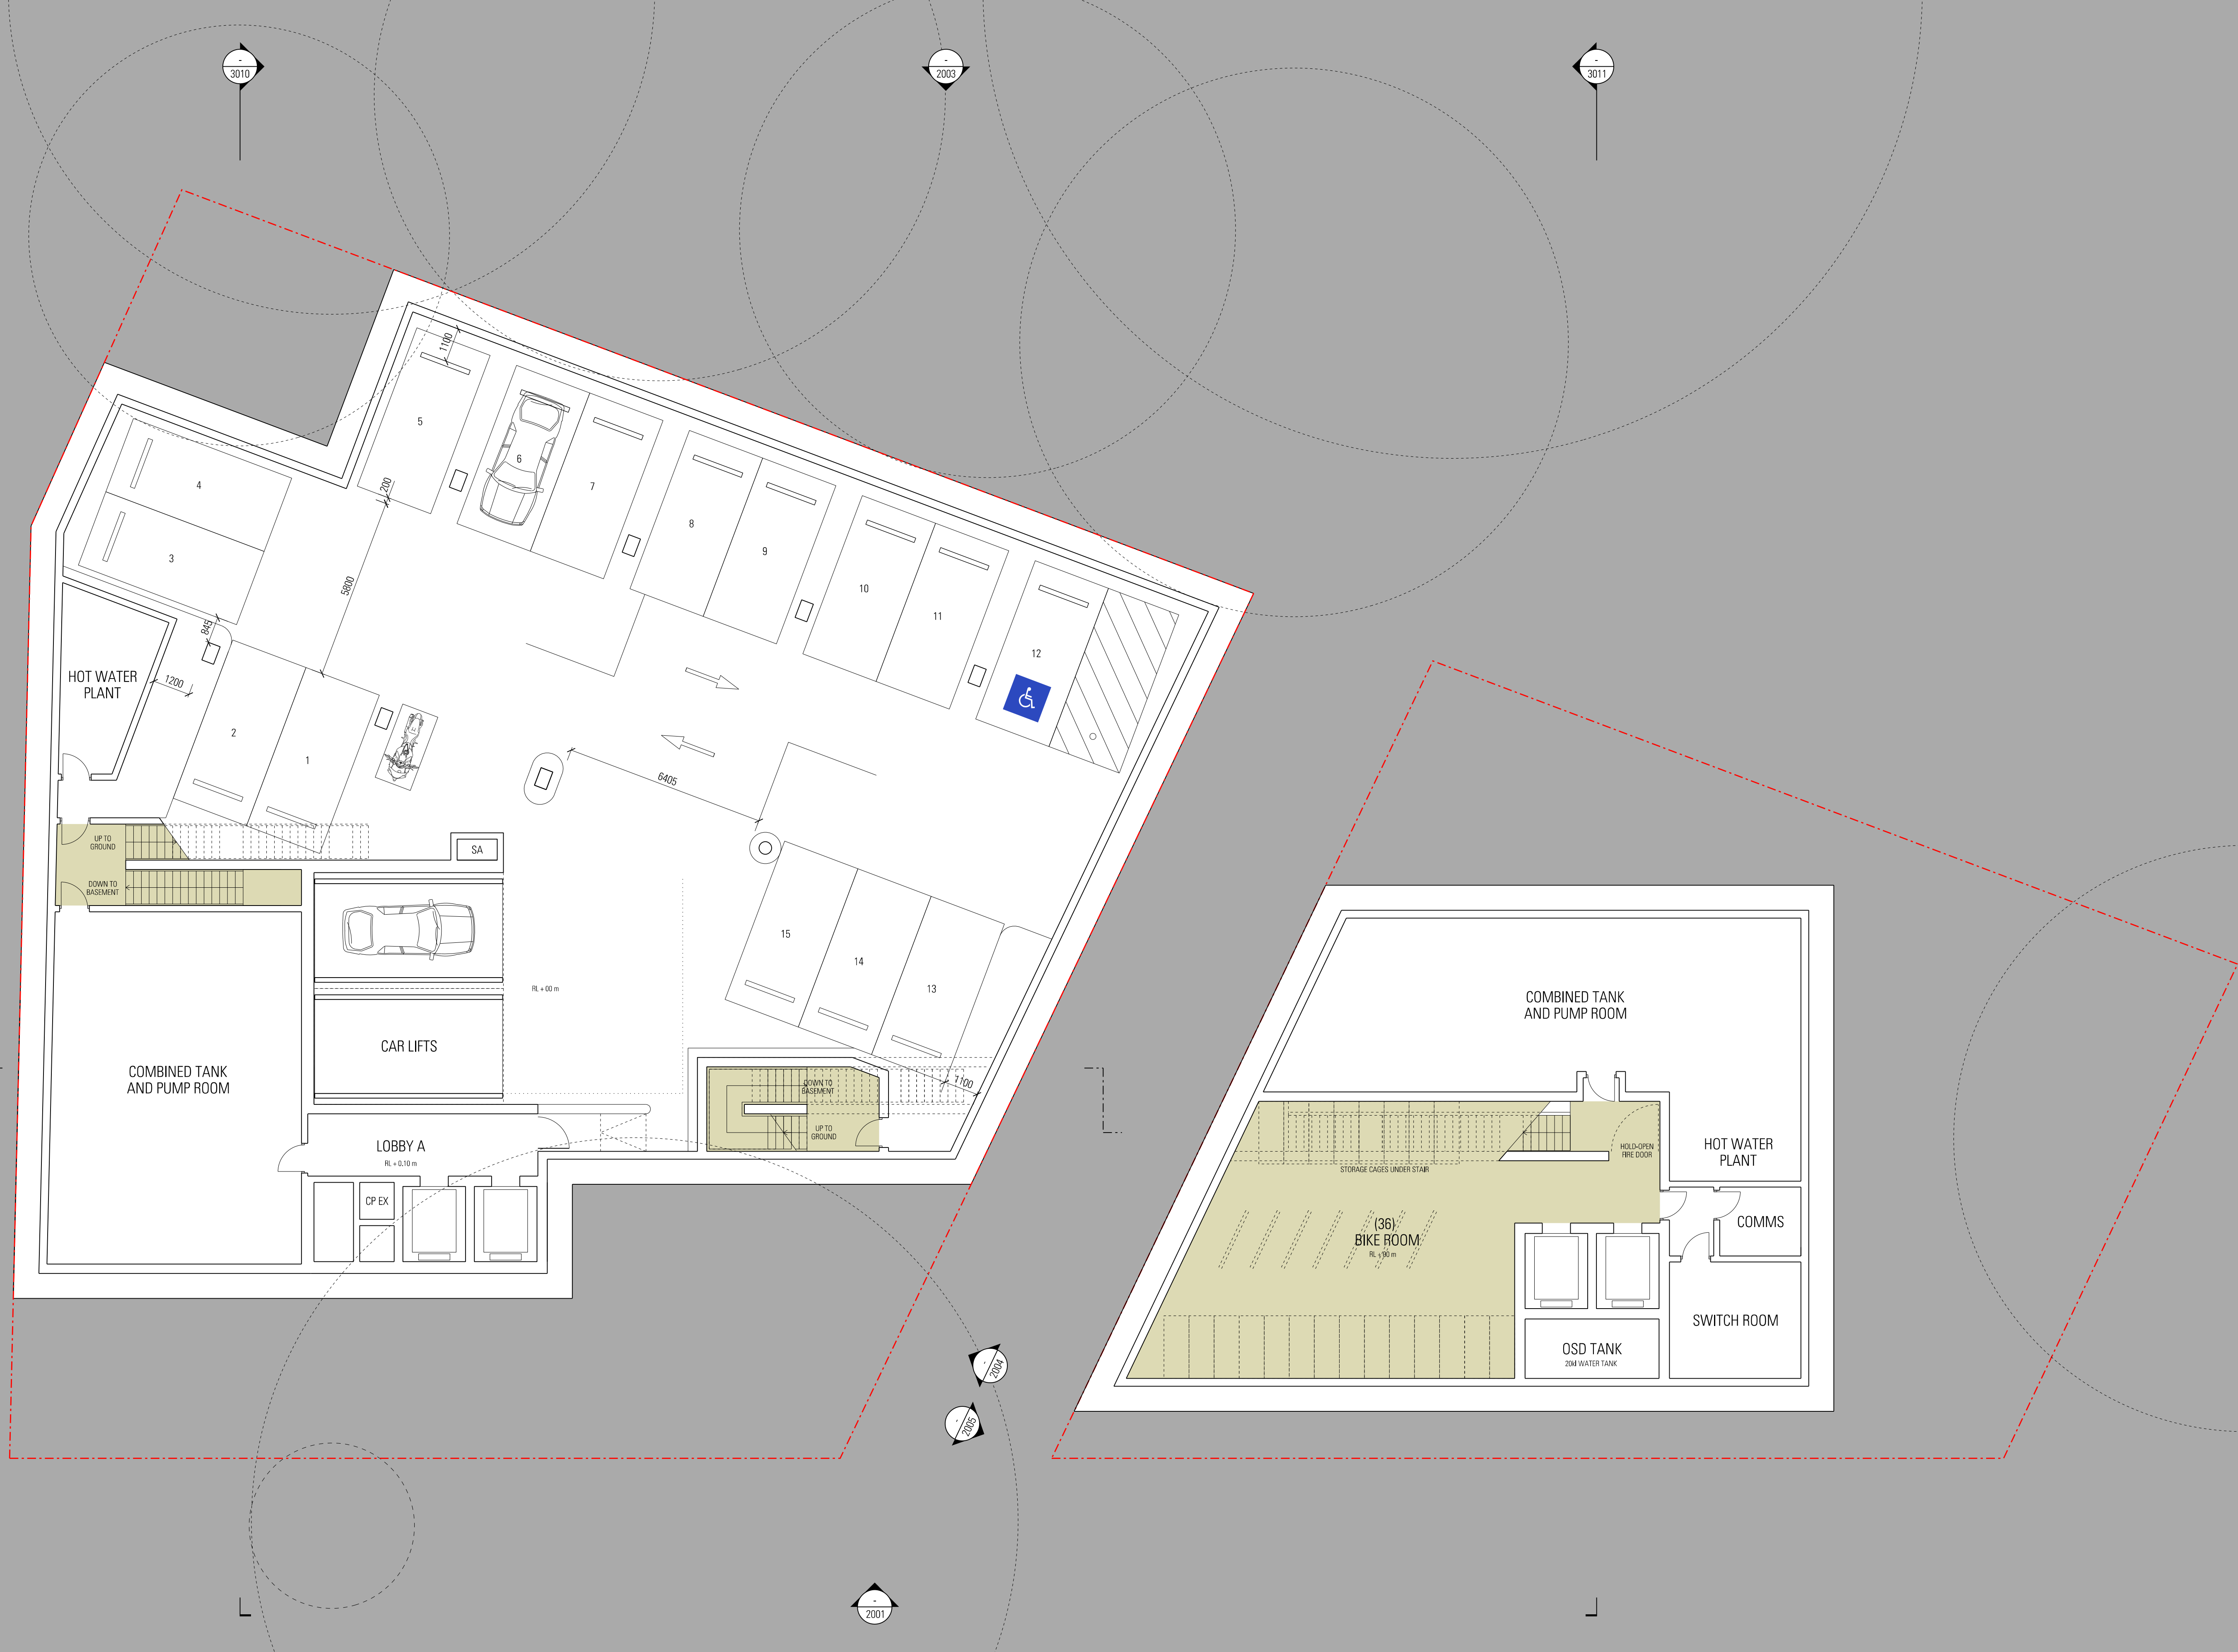 -
3010
-
2003
-
3011
1100
5
6
7
4
200
8
9
3
5800
10
11
845
12
HOT WATER
PLANT
1200
2
1
6405
UP TO
GROUND
SA
DOWN TO
BASEMENT
15
14
13
RL + 00 m
CAR LIFTS
COMBINED TANK
AND PUMP ROOM
1100
DOWN TO
BASEMENT
UP TO
GROUND
LOBBY A
RL + 0.10 m
CP EX
COMBINED TANK
AND PUMP ROOM
HOLD-OPEN
FIRE DOOR
HOT WATER
PLANT
STORAGE CAGES UNDER STAIR
(36)
BIKE ROOM
COMMS
SWITCH ROOM
OSD TANK
20kl WATER TANK
-
2004
-
2005
-
2001